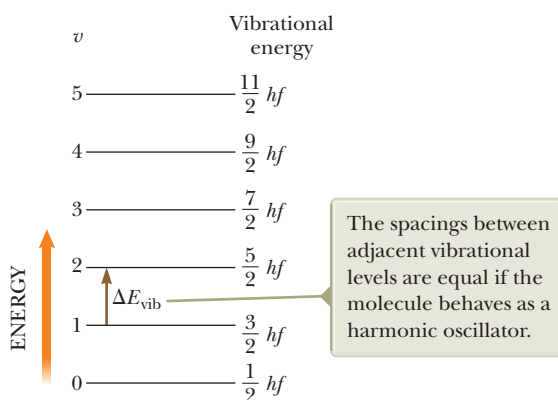 v
Vibrational
energy
5 11/2 hf
4 9/2 hf
3 7/2 hf
2 5/2 hf
ΔEvib
1 3/2 hf
0 1/2 hf
ENERGY
The spacings between
adjacent vibrational
levels are equal if the
molecule behaves as a
harmonic oscillator.